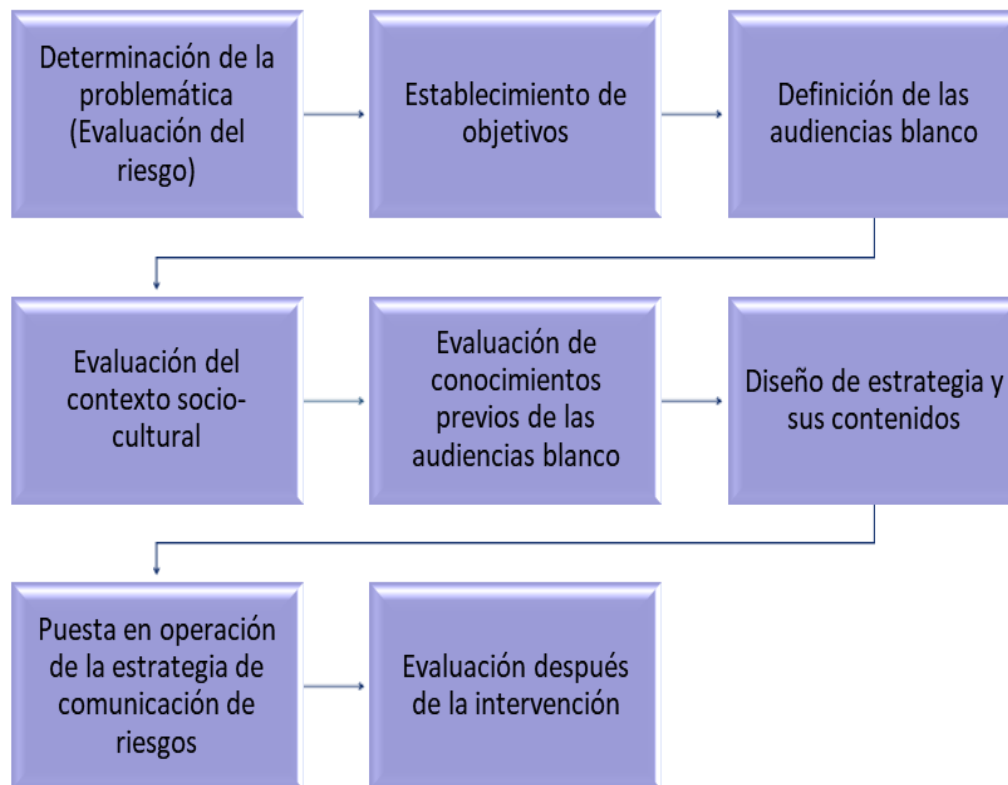 Determinación de la
problemática
(Evaluación del
riesgo)
Establecimiento de
objetivos
Definición de las
audiencias blanco
Evaluación del
contexto socio-
cultural
Evaluación de
conocimientos
previos de las
audiencias blanco
Diseño de estrategia y
sus contenidos
Puesta en operación
de la estrategia de
comunicación de
riesgos
Evaluación después
de la intervención